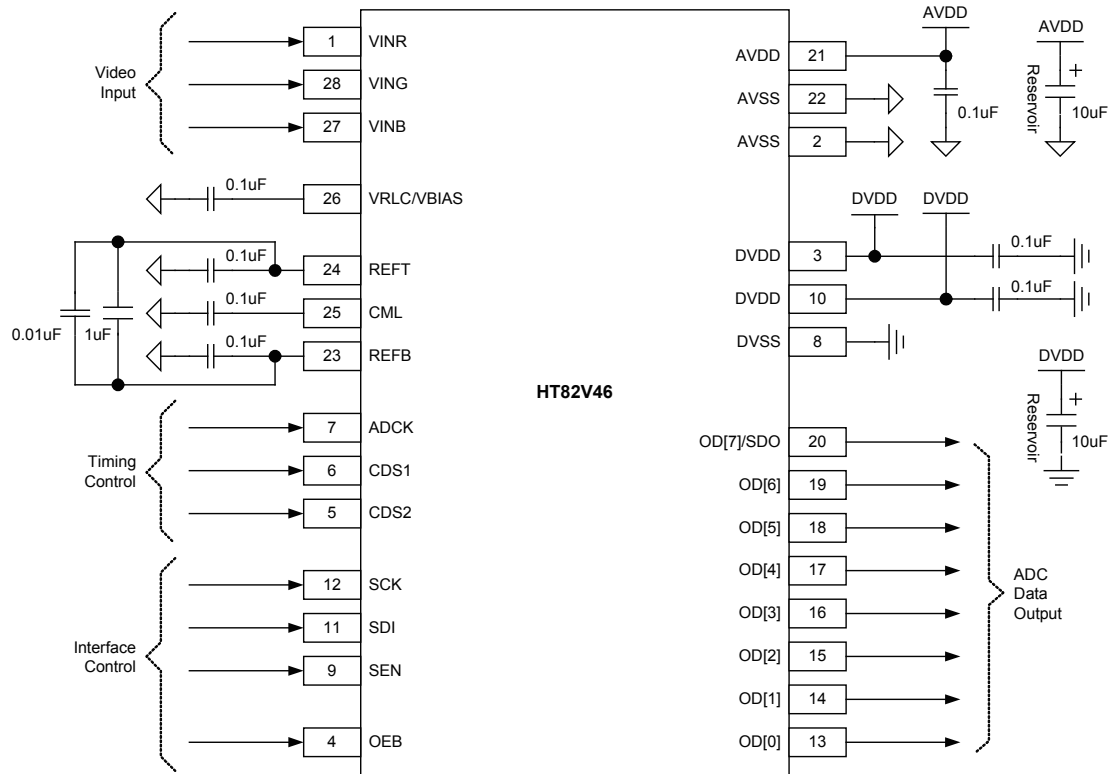 Video
Input
1 VINR
28 VING
27 VINB
0.1uF
26 VRLC/VBIAS
0.1uF
24 REFT
0.1uF
25 CML
0.01uF
1uF
0.1uF
23 REFB
Timing
Control
7 ADCK
6 CDS1
5 CDS2
Interface
Control
12 SCK
11 SDI
9 SEN
4 OEB
HT82V46
AVDD
AVDD 21
0.1uF
AVSS 22
AVSS 2
AVDD
+
Reservoir
10uF
DVDD
DVDD
DVDD 3
0.1uF
DVDD 10
0.1uF
DVSS 8
DVDD
+
Reservoir
10uF
OD[7]/SDO 20
OD[6] 19
OD[5] 18
OD[4] 17
OD[3] 16
OD[2] 15
OD[1] 14
OD[0] 13
ADC
Data
Output